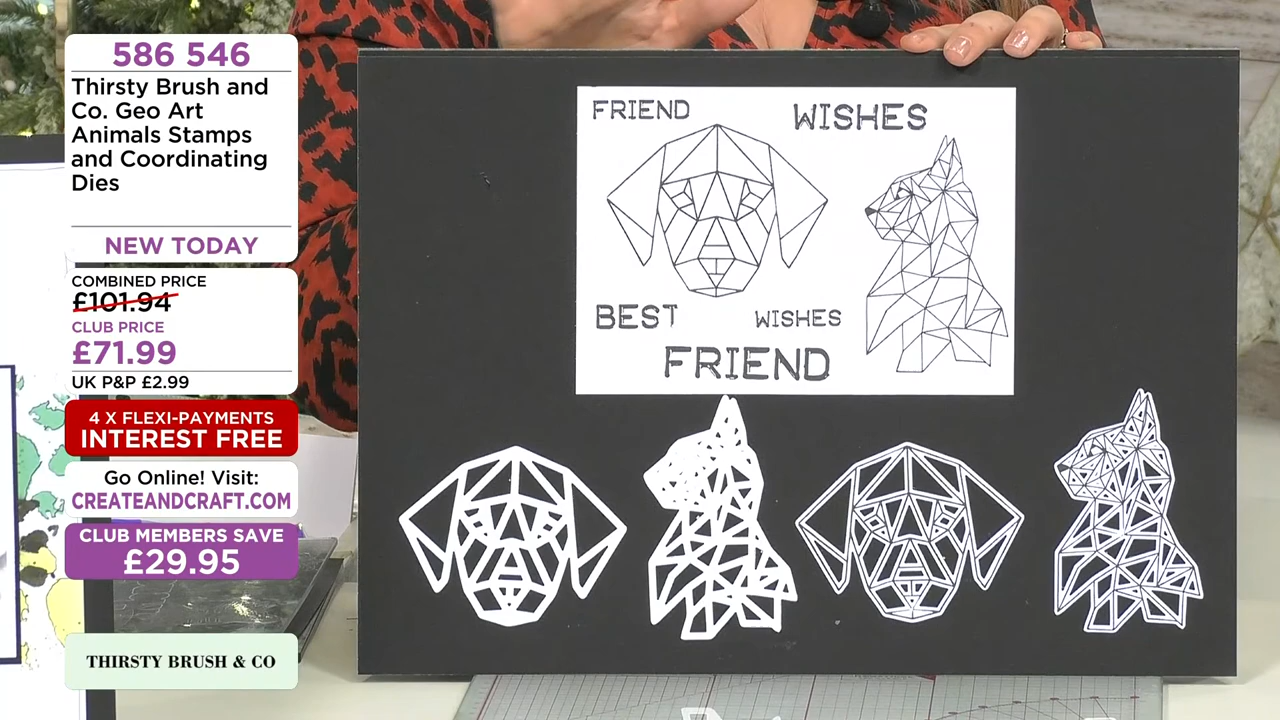 586 546
Thirsty Brush and
Co. Geo Art
Animals Stamps
and Coordinating
Dies
NEW TODAY
COMBINED PRICE
£101.94
CLUB PRICE
£71.99
UK P&P £2.99
4 X FLEXI-PAYMENTS
INTEREST FREE
Go Online! Visit:
CREATEANDCRAFT.COM
CLUB MEMBERS SAVE
£29.95
THIRSTY BRUSH & CO
FRIEND
WISHES
BEST
WISHES
FRIEND